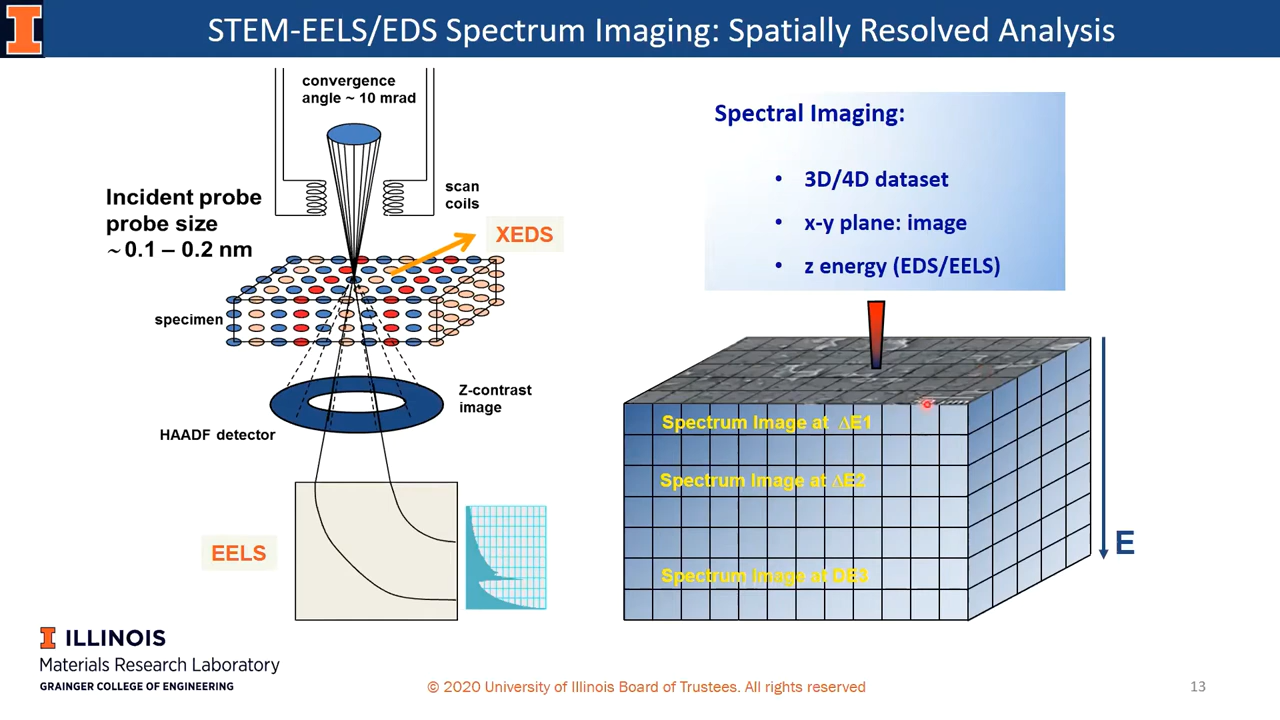 STEM-EELS/EDS Spectrum Imaging: Spatially Resolved Analysis
convergence
angle ~ 10 mrad
Incident probe
probe size
~ 0.1 – 0.2 nm
scan
coils
XEDS
specimen
Z-contrast
image
HAADF detector
EELS
Spectral Imaging:
• 3D/4D dataset
• x-y plane: image
• z energy (EDS/EELS)
Spectrum Image at ΔE1
Spectrum Image at ΔE2
Spectrum Image at DE3
E
I ILLINOIS
Materials Research Laboratory
GRAINGER COLLEGE OF ENGINEERING
© 2020 University of Illinois Board of Trustees. All rights reserved
13